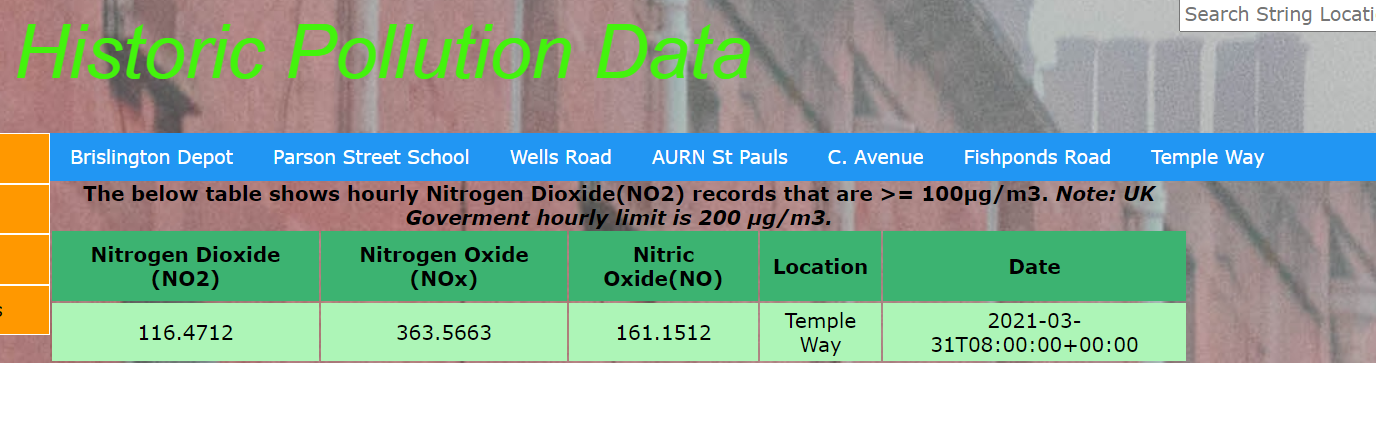 Search String Locati
Historic Pollution Data
Brislington Depot Parson Street School Wells Road AURN St Pauls C. Avenue Fishponds Road Temple Way
The below table shows hourly Nitrogen Dioxide(NO2) records that are >= 100µg/m3. Note: UK
Goverment hourly limit is 200 µg/m3.
Nitrogen Dioxide
(NO2)
Nitrogen Oxide
(NOx)
Nitric
Oxide(NO)
Location
Date
116.4712
363.5663
161.1512
Temple
Way
2021-03-
31T08:00:00+00:00